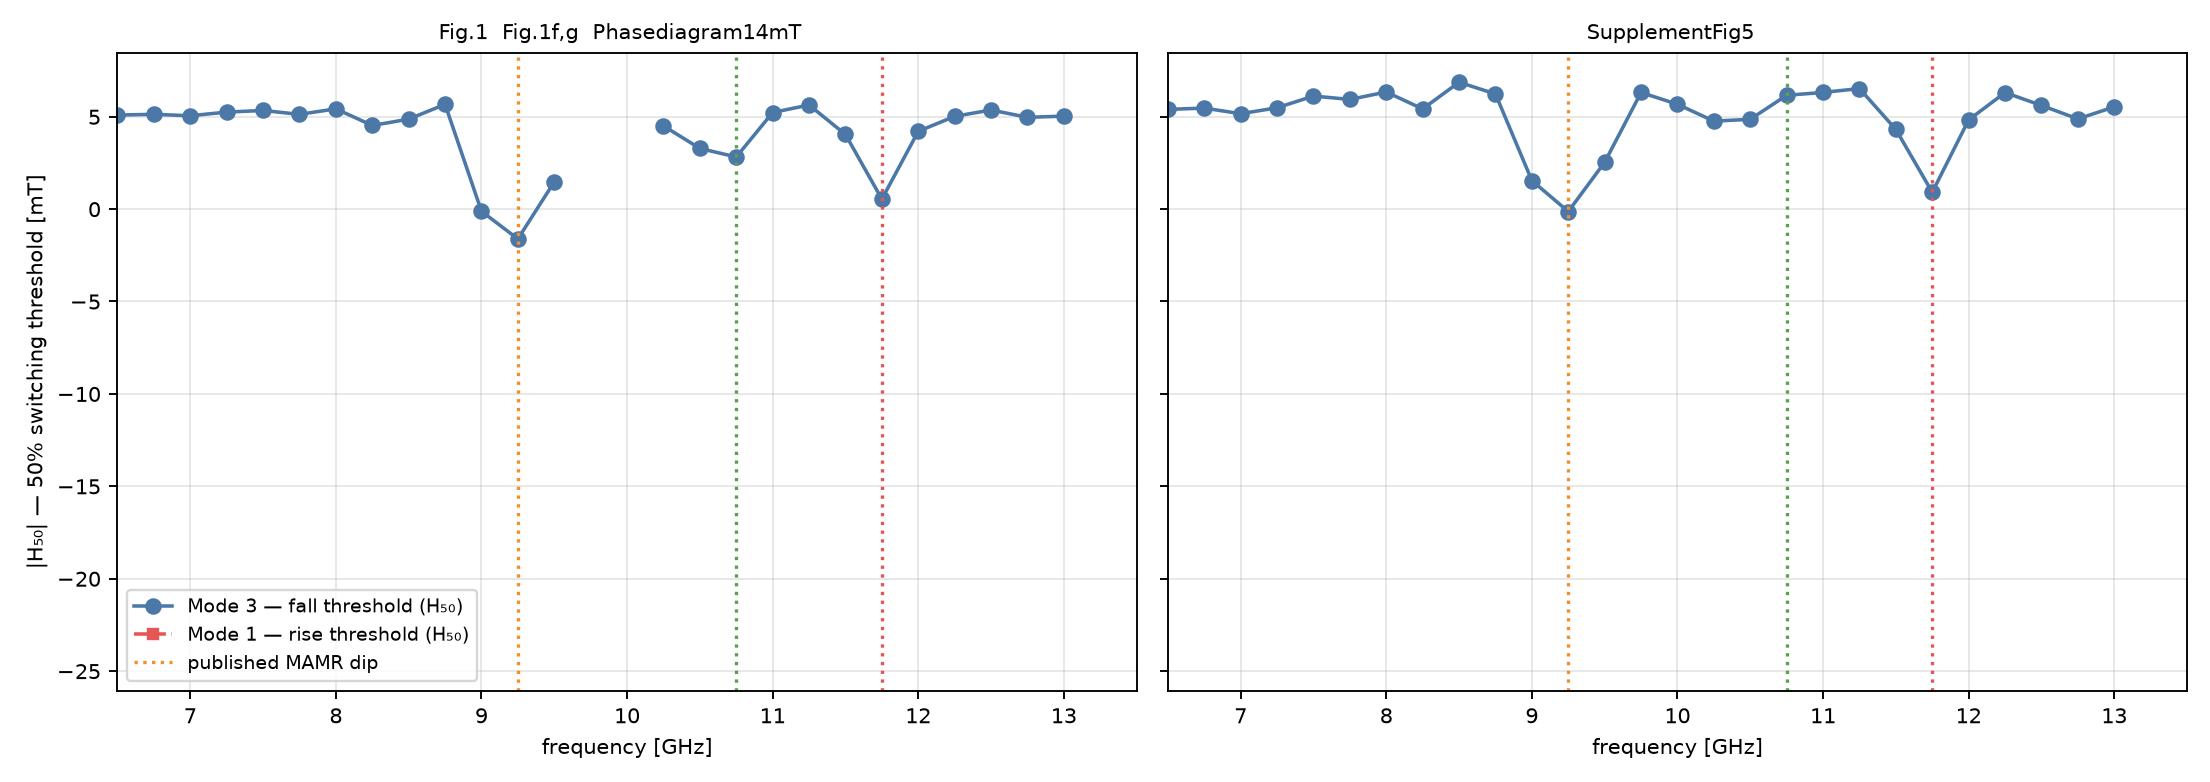 Fig.1  Fig.1f,g  Phasediagram14mT
SupplementFig5
|H₅₀| — 50% switching threshold [mT]
5
0
−5
−10
−15
−20
−25
Mode 3 — fall threshold (H₅₀)
Mode 1 — rise threshold (H₅₀)
published MAMR dip
7 8 9 10 11 12 13
frequency [GHz]
7 8 9 10 11 12 13
frequency [GHz]